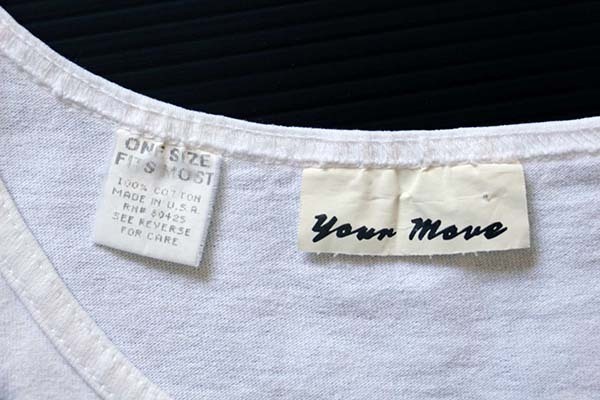 ONE SIZE
FITS MOST
100% COTTON
MADE IN U.S.A.
RN# 80425
SEE REVERSE
FOR CARE
Your Move